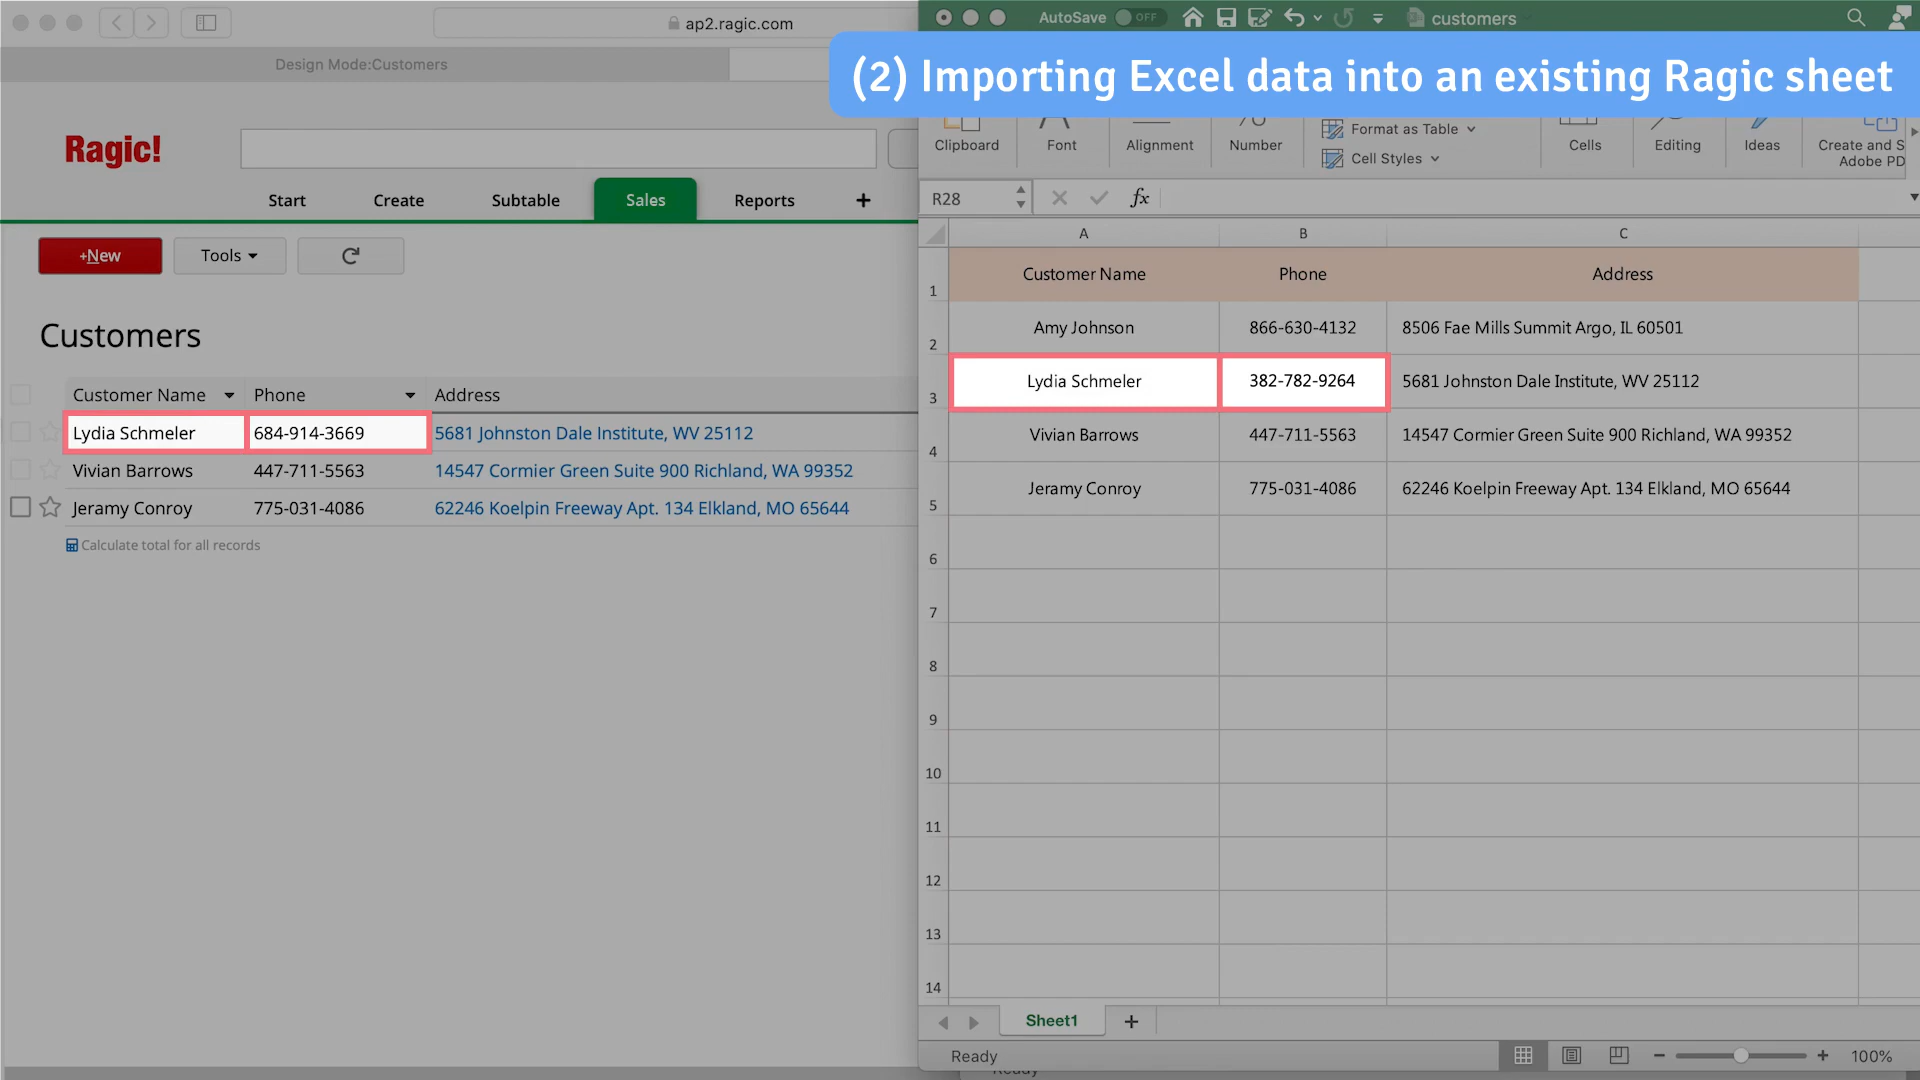 ap2.ragic.com
Design Mode:Customers
AutoSave OFF
customers
(2) Importing Excel data into an existing Ragic sheet
Ragic!
Start Create Subtable Sales Reports +
+New Tools
Customers
Customer Name Phone Address
Lydia Schmeler 684-914-3669 5681 Johnston Dale Institute, WV 25112
Vivian Barrows 447-711-5563 14547 Cormier Green Suite 900 Richland, WA 99352
Jeramy Conroy 775-031-4086 62246 Koelpin Freeway Apt. 134 Elkland, MO 65644
Calculate total for all records
Clipboard Font Alignment Number
Format as Table
Cell Styles
Cells Editing Ideas
Create and S
Adobe PD
R28 fx
A B C
1 Customer Name Phone Address
2 Amy Johnson 866-630-4132 8506 Fae Mills Summit Argo, IL 60501
3 Lydia Schmeler 382-782-9264 5681 Johnston Dale Institute, WV 25112
4 Vivian Barrows 447-711-5563 14547 Cormier Green Suite 900 Richland, WA 99352
5 Jeramy Conroy 775-031-4086 62246 Koelpin Freeway Apt. 134 Elkland, MO 65644
6
7
8
9
10
11
12
13
14
Sheet1 +
Ready − + 100%
Ready